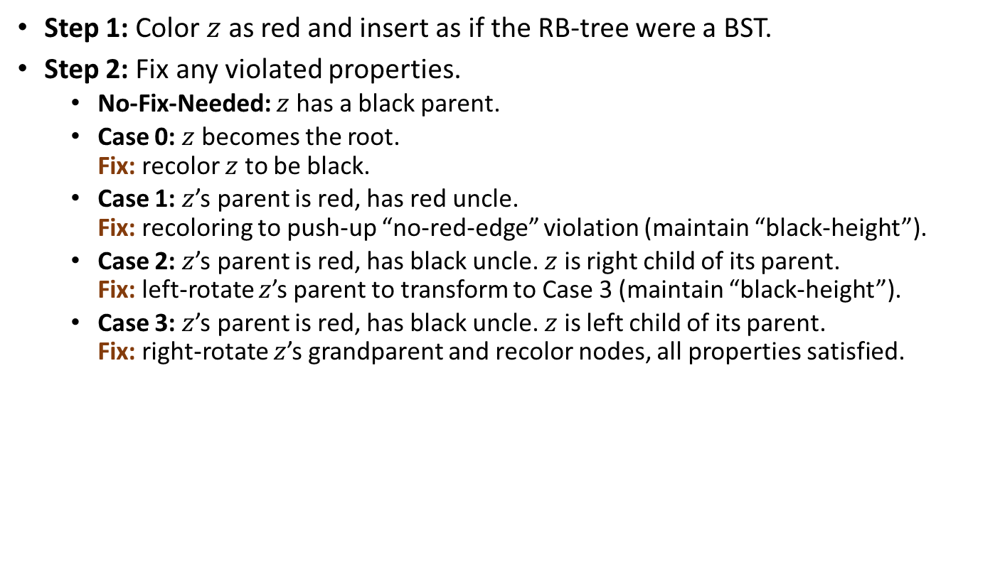 • Step 1: Color z as red and insert as if the RB-tree were a BST.
• Step 2: Fix any violated properties.
• No-Fix-Needed: z has a black parent.
• Case 0: z becomes the root.
Fix: recolor z to be black.
• Case 1: z’s parent is red, has red uncle.
Fix: recoloring to push-up “no-red-edge” violation (maintain “black-height”).
• Case 2: z’s parent is red, has black uncle. z is right child of its parent.
Fix: left-rotate z’s parent to transform to Case 3 (maintain “black-height”).
• Case 3: z’s parent is red, has black uncle. z is left child of its parent.
Fix: right-rotate z’s grandparent and recolor nodes, all properties satisfied.